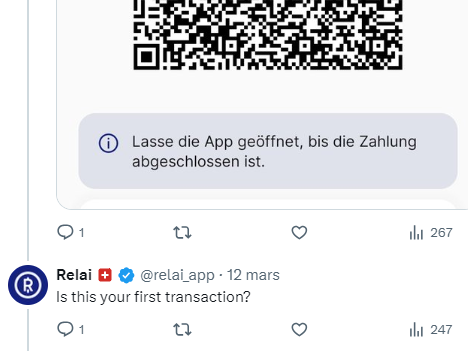 Lasse die App geöffnet, bis die Zahlung
abgeschlossen ist.
1 267
Relai @relai_app · 12 mars
Is this your first transaction?
1 247